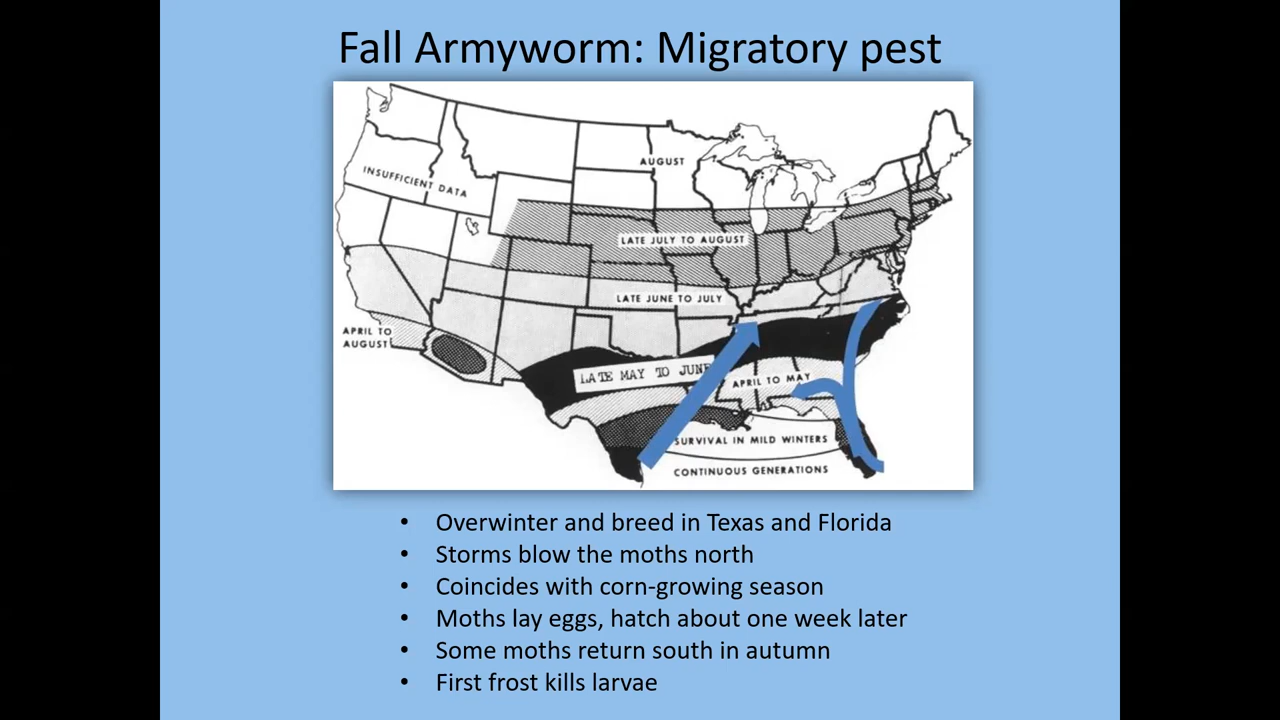 Fall Armyworm: Migratory pest
AUGUST
INSUFFICIENT DATA
LATE JULY TO AUGUST
LATE JUNE TO JULY
APRIL TO
AUGUST
LATE MAY TO JUNE
APRIL TO MAY
SURVIVAL IN MILD WINTERS
CONTINUOUS GENERATIONS
• Overwinter and breed in Texas and Florida
• Storms blow the moths north
• Coincides with corn-growing season
• Moths lay eggs, hatch about one week later
• Some moths return south in autumn
• First frost kills larvae